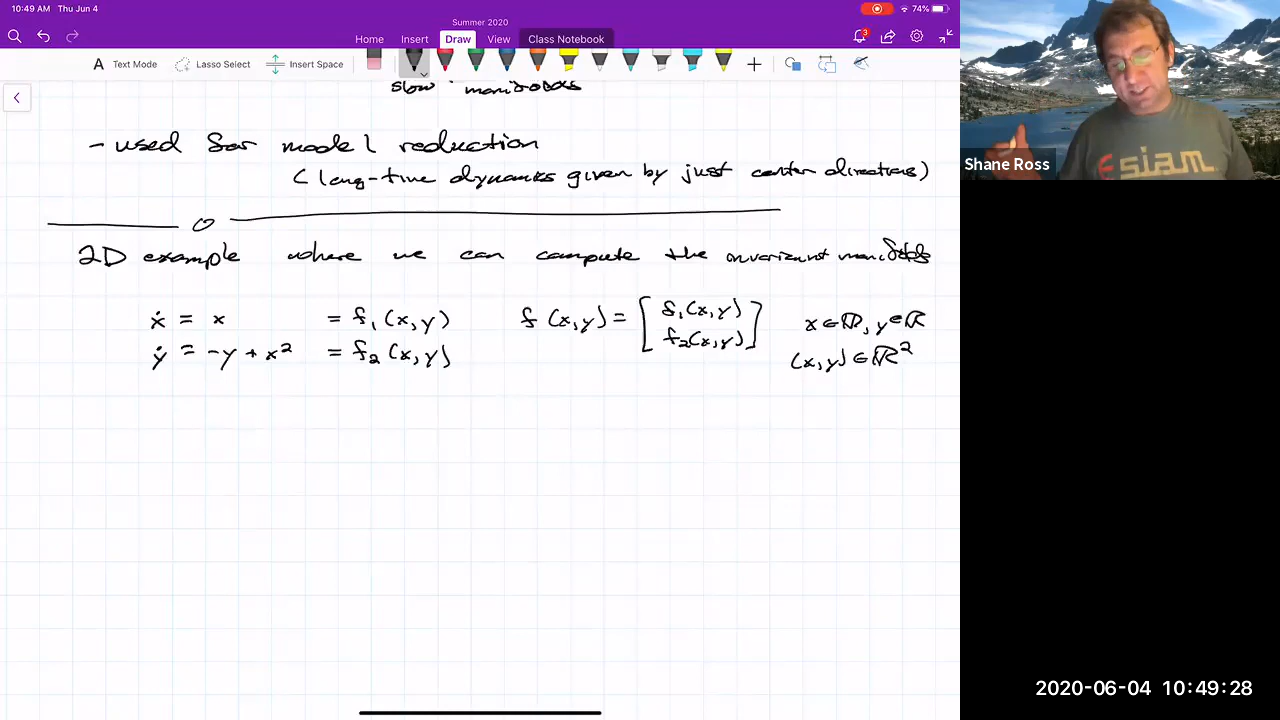 10:49 AM Thu Jun 4
74%
Summer 2020
Home Insert Draw View Class Notebook
3
Text Mode Lasso Select Insert Space
slow manifolds
- used for model reduction
(long-time dynamics given by just center directions)
2D example where we can compute the invariant manifolds
ẋ = x = f₁(x,y) f(x,y) = [f₁(x,y)
ẏ = -y + x² = f₂(x,y) f₂(x,y)]
x∈ℝ, y∈ℝ
(x,y)∈ℝ²
Shane Ross
siam
2020-06-04 10:49:28